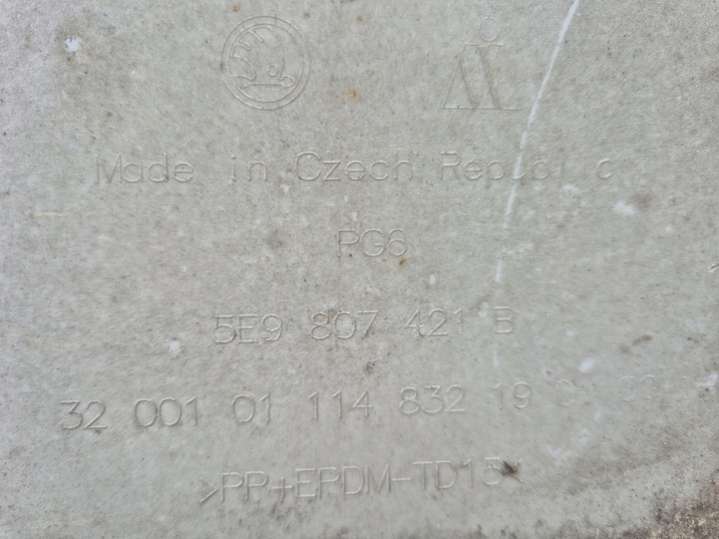 Made in Czech Republic
PG6
5E9 807 421 B
32 001 01 114 832 19
>PP+EPDM-TD15